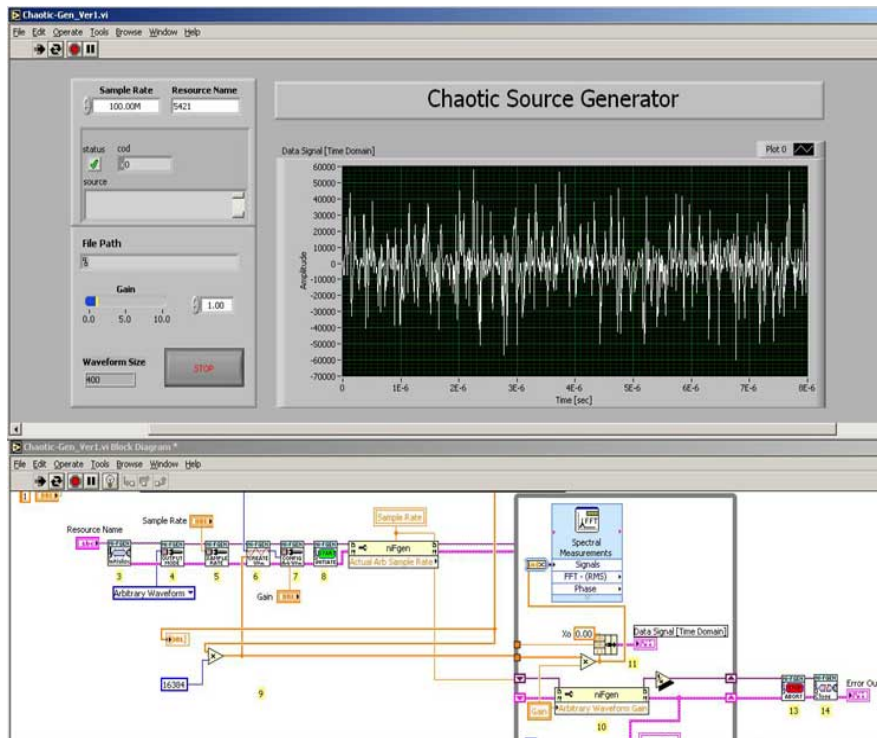 Chaotic-Gen_Ver1.vi
File Edit Operate Tools Browse Window Help
Sample Rate Resource Name
100.00M 5421
status cod
0
source
File Path
Gain
0.0 5.0 10.0
1.00
Waveform Size
400
STOP
Chaotic Source Generator
Data Signal [Time Domain]
Plot 0
Amplitude
60000
50000
40000
30000
20000
10000
0
-10000
-20000
-30000
-40000
-50000
-60000
-70000
0 1E-6 2E-6 3E-6 4E-6 5E-6 6E-6 7E-6 8E-6
Time [sec]
Chaotic-Gen_Ver1.vi Block Diagram *
File Edit Operate Tools Browse Window Help
Resource Name
Sample Rate
Sample Rate
niFgen
Actual Arb Sample Rate
3 4 5 6 7 8
Arbitrary Waveform
Gain
16384
9
FFT
Spectral
Measurements
Signals
FFT - (RMS)
Phase
Xo 0.00
Data Signal [Time Domain]
11
Gain
niFgen
Arbitrary Waveform Gain
10
13 14
Error Ou